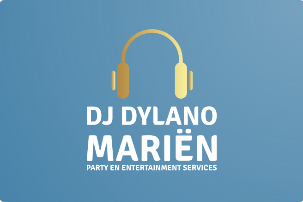 DJ DYLANO
MARIËN
PARTY EN ENTERTAINMENT SERVICES